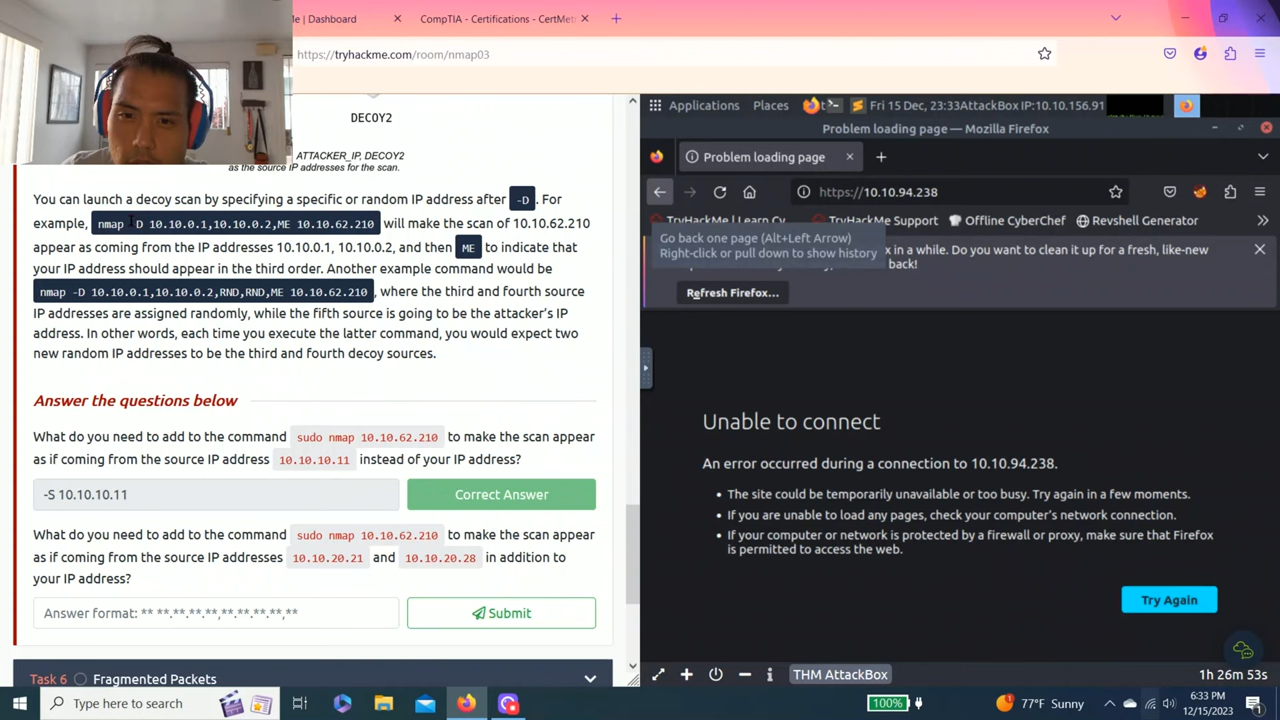 Me | Dashboard
CompTIA - Certifications - CertMet
https://tryhackme.com/room/nmap03
DECOY2
ATTACKER_IP, DECOY2
as the source IP addresses for the scan.
You can launch a decoy scan by specifying a specific or random IP address after -D. For
example, nmap -D 10.10.0.1,10.10.0.2,ME 10.10.62.210 will make the scan of 10.10.62.210
appear as coming from the IP addresses 10.10.0.1, 10.10.0.2, and then ME to indicate that
your IP address should appear in the third order. Another example command would be
nmap -D 10.10.0.1,10.10.0.2,RND,RND,ME 10.10.62.210, where the third and fourth source
IP addresses are assigned randomly, while the fifth source is going to be the attacker's IP
address. In other words, each time you execute the latter command, you would expect two
new random IP addresses to be the third and fourth decoy sources.
Answer the questions below
What do you need to add to the command sudo nmap 10.10.62.210 to make the scan appear
as if coming from the source IP address 10.10.10.11 instead of your IP address?
-S 10.10.10.11
Correct Answer
What do you need to add to the command sudo nmap 10.10.62.210 to make the scan appear
as if coming from the source IP addresses 10.10.20.21 and 10.10.20.28 in addition to
your IP address?
Answer format: ** **.**.**.**,**.**.**.**,**
Submit
Task 6 Fragmented Packets
Applications Places Fri 15 Dec, 23:33 AttackBox IP:10.10.156.91
Problem loading page — Mozilla Firefox
Problem loading page
https://10.10.94.238
TryHackMe | Learn Cy
TryHackMe Support
Offline CyberChef
Revshell Generator
Go back one page (Alt+Left Arrow)
Right-click or pull down to show history
x in a while. Do you want to clean it up for a fresh, like-new
back!
Refresh Firefox...
Unable to connect
An error occurred during a connection to 10.10.94.238.
• The site could be temporarily unavailable or too busy. Try again in a few moments.
• If you are unable to load any pages, check your computer's network connection.
• If your computer or network is protected by a firewall or proxy, make sure that Firefox
is permitted to access the web.
Try Again
THM AttackBox
1h 26m 53s
Type here to search
100%
77°F Sunny
6:33 PM
12/15/2023